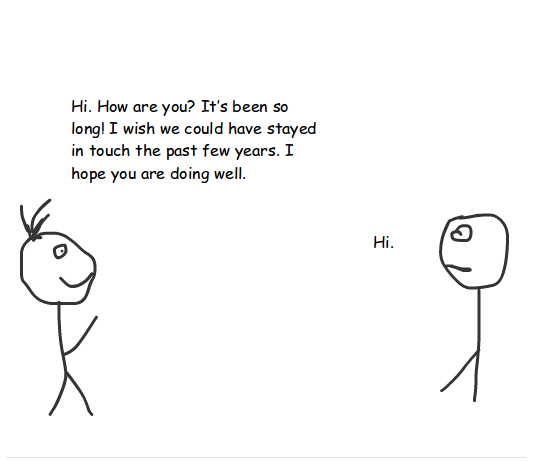 Hi. How are you? It's been so
long! I wish we could have stayed
in touch the past few years. I
hope you are doing well.
Hi.